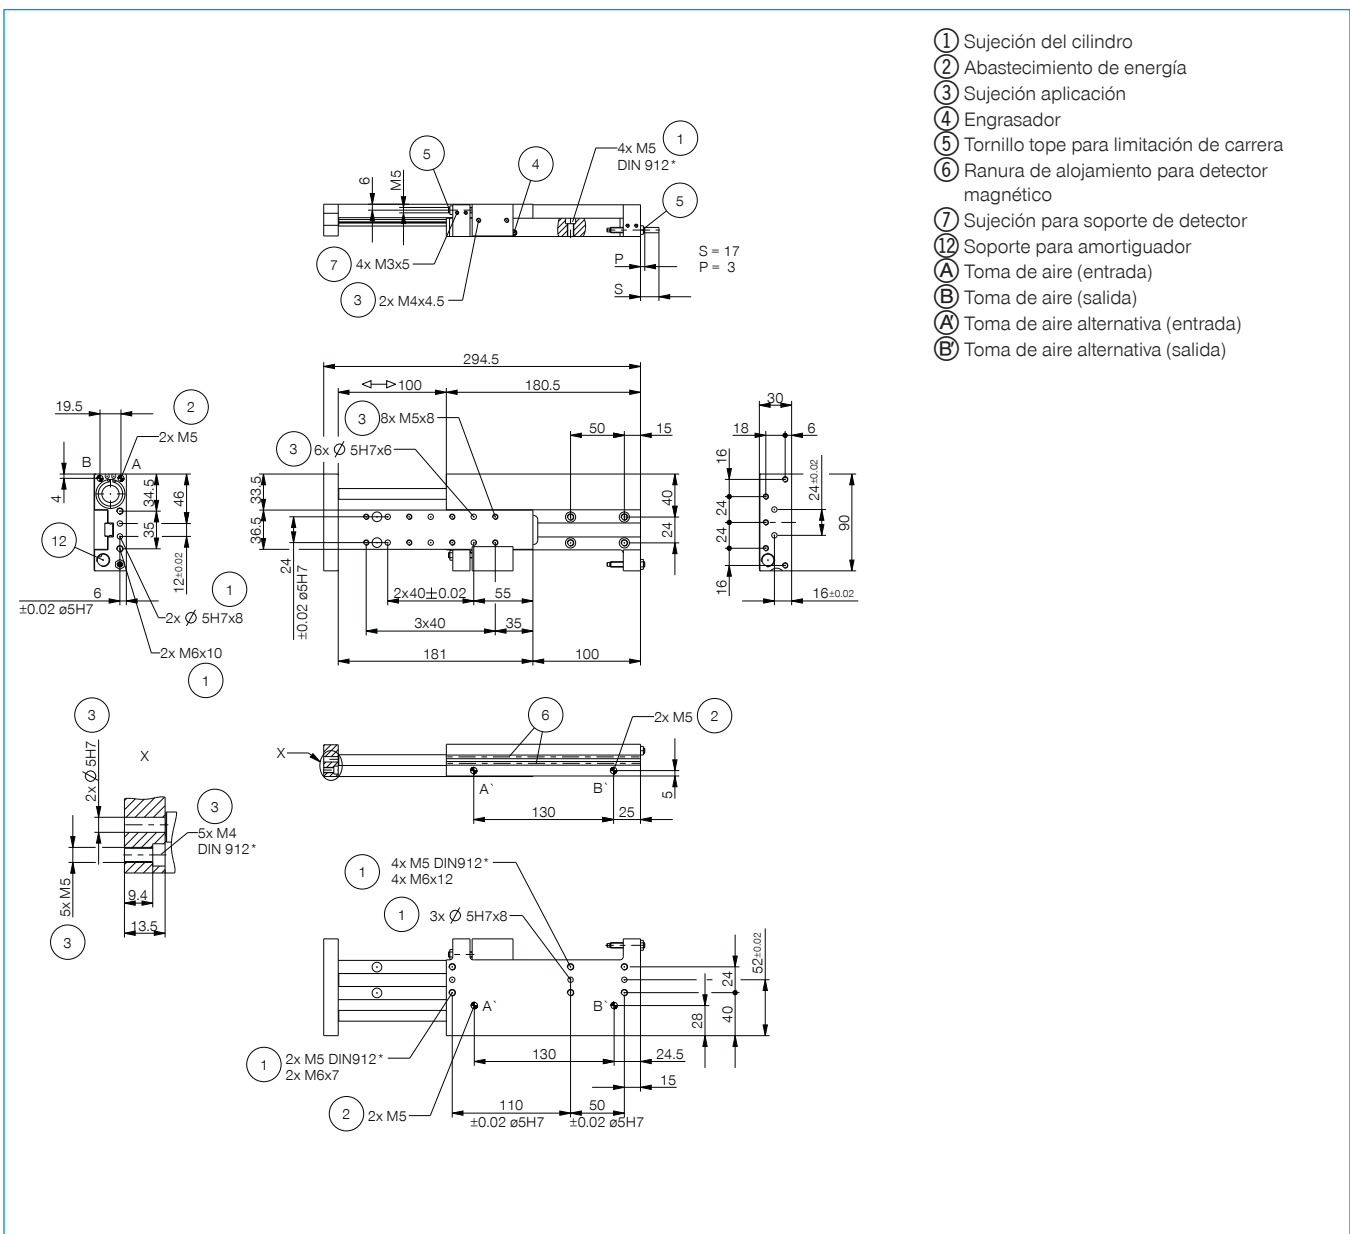 1 Sujeción del cilindro
2 Abastecimiento de energía
3 Sujeción aplicación
4 Engrasador
5 Tornillo tope para limitación de carrera
6 Ranura de alojamiento para detector
magnético
7 Sujeción para soporte de detector
12 Soporte para amortiguador
A Toma de aire (entrada)
B Toma de aire (salida)
A' Toma de aire alternativa (entrada)
B' Toma de aire alternativa (salida)
5
4
4x M5
DIN 912*
1
5
6
M5
7
4x M3x5
3
2x M4x4.5
P
S
S = 17
P = 3
294.5
100
180.5
3
8x M5x8
3
6x Ø 5H7x6
50
15
33.5
36.5
40
24
24
±0.02 ø5H7
2x40±0.02
55
3x40
35
181
100
19.5
2
2x M5
B
A
4
34.5
46
35
12
12±0.02
6
±0.02 ø5H7
1
2x Ø 5H7x8
2x M6x10
1
30
18
6
16
24
24
16
24±0.02
90
16±0.02
3
X
2x Ø 5H7
3
5x M4
DIN 912*
5x M5
9.4
13.5
3
X
6
2x M5
2
A`
B`
5
130
25
1
4x M5 DIN912*
4x M6x12
1
3x Ø 5H7x8
A`
B`
28
40
24
52±0.02
1
2x M5 DIN912*
2x M6x7
130
24.5
15
2
2x M5
110
±0.02 ø5H7
50
±0.02 ø5H7